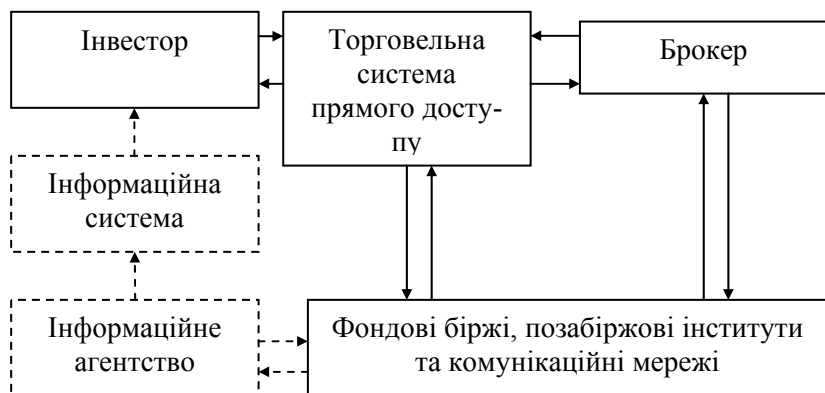 Інвестор
Торговельна
система
прямого досту-
пу
Брокер
Інформаційна
система
Інформаційне
агентство
Фондові біржі, позабіржові інститути
та комунікаційні мережі